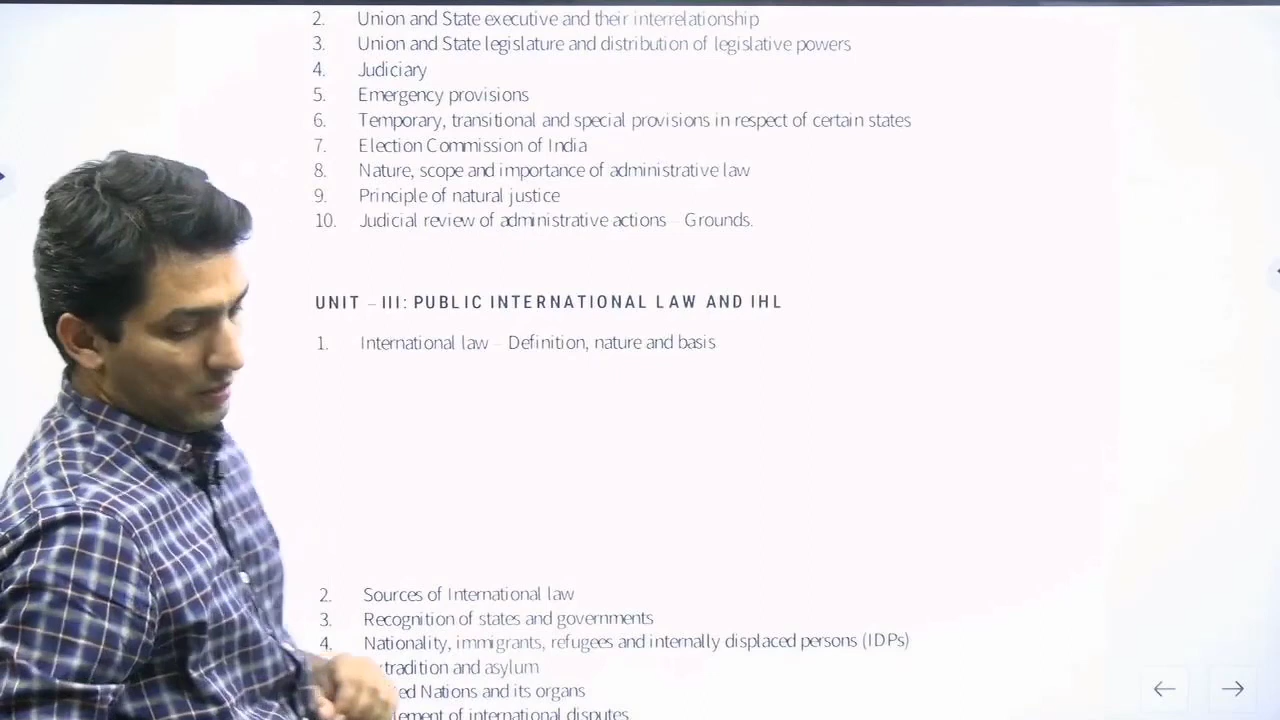 2. Union and State executive and their interrelationship
3. Union and State legislature and distribution of legislative powers
4. Judiciary
5. Emergency provisions
6. Temporary, transitional and special provisions in respect of certain states
7. Election Commission of India
8. Nature, scope and importance of administrative law
9. Principle of natural justice
10. Judicial review of administrative actions – Grounds.
UNIT – III: PUBLIC INTERNATIONAL LAW AND IHL
1. International law – Definition, nature and basis
2. Sources of International law
3. Recognition of states and governments
4. Nationality, immigrants, refugees and internally displaced persons (IDPs)
tradition and asylum
ed Nations and its organs
lement of international disputes